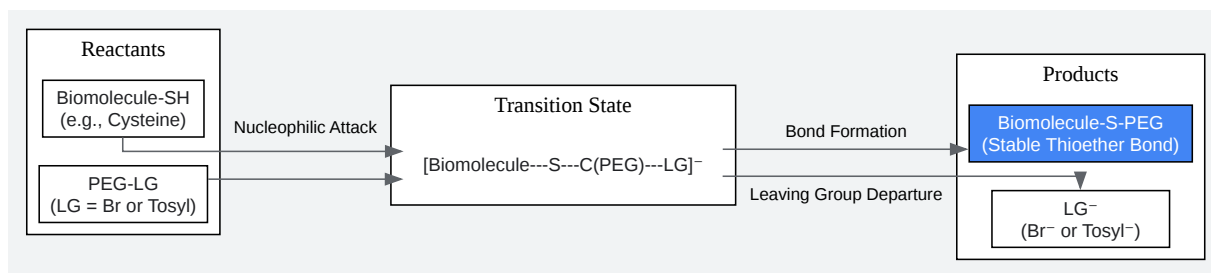 Reactants
Biomolecule-SH
(e.g., Cysteine)
PEG-LG
(LG = Br or Tosyl)
Nucleophilic Attack
Transition State
[Biomolecule---S---C(PEG)---LG]⁻
Bond Formation
Leaving Group Departure
Products
Biomolecule-S-PEG
(Stable Thioether Bond)
LG⁻
(Br⁻ or Tosyl⁻)